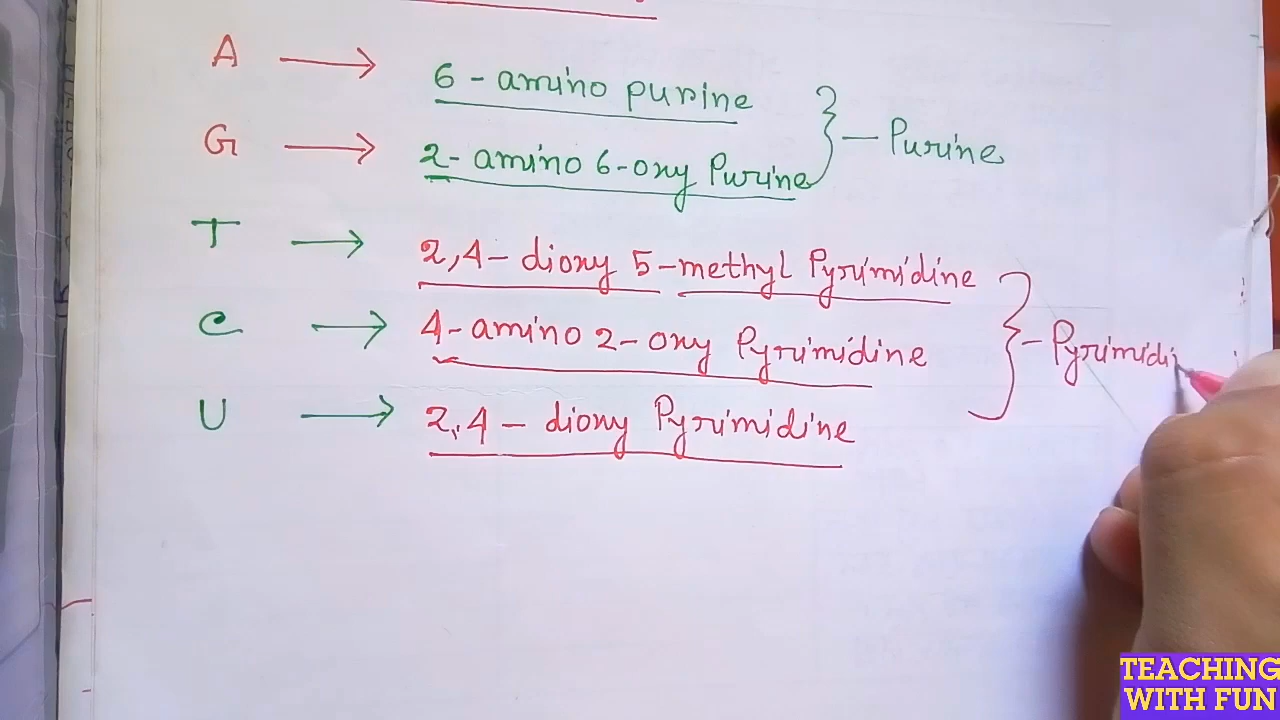 A → 6 - amino purine
G → 2- amino 6-oxy Purine } - Purine
T → 2,4- dioxy 5-methyl Pyrimidine
C → 4- amino 2- oxy Pyrimidine } - Pyrimidi
U → 2,4 - dioxy Pyrimidine
TEACHING
WITH FUN